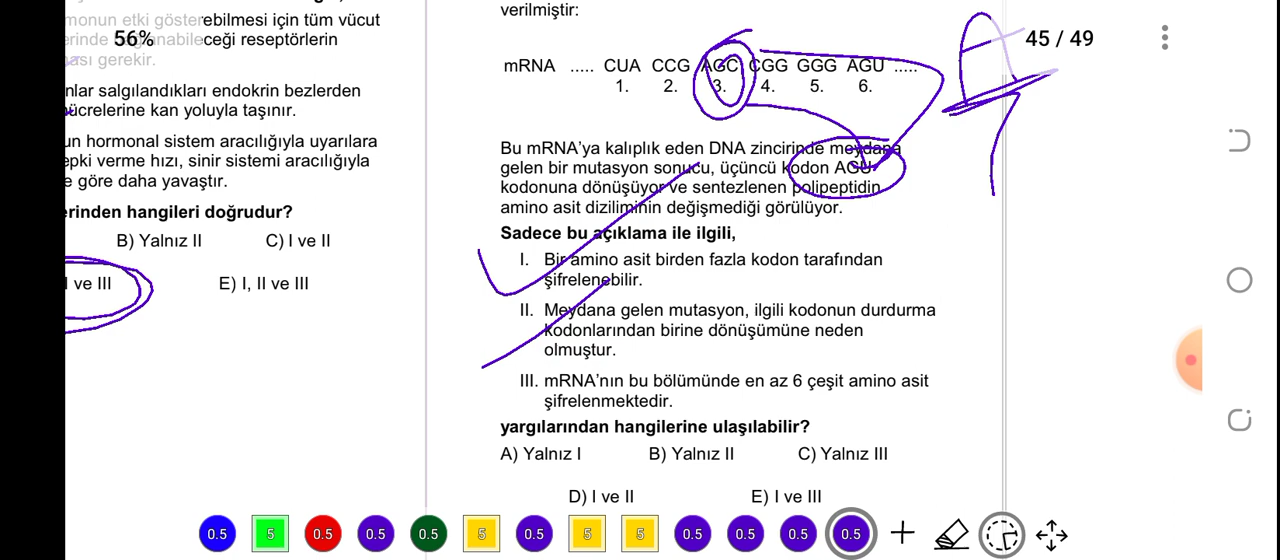 monun etki gösterebilmesi için tüm vücut
ceği reseptörlerin
ası gerekir.
56%
nlar salgılandıkları endokrin bezlerden
ücrelerine kan yoluyla taşınır.
un hormonal sistem aracılığıyla uyarılara
epki verme hızı, sinir sistemi aracılığıyla
e göre daha yavaştır.
erinden hangileri doğrudur?
B) Yalnız II C) I ve II
I ve III E) I, II ve III
verilmiştir:
45 / 49
mRNA ..... CUA CCG AGC CGG GGG AGU .....
1. 2. 3. 4. 5. 6.
Bu mRNA'ya kalıplık eden DNA zincirinde meydana
gelen bir mutasyon sonucu, üçüncü kodon AGU
kodonuna dönüşüyor ve sentezlenen polipeptidin
amino asit diziliminin değişmediği görülüyor.
Sadece bu açıklama ile ilgili,
I. Bir amino asit birden fazla kodon tarafından
şifrelenebilir.
II. Meydana gelen mutasyon, ilgili kodonun durdurma
kodonlarından birine dönüşümüne neden
olmuştur.
III. mRNA'nın bu bölümünde en az 6 çeşit amino asit
şifrelenmektedir.
yargılarından hangilerine ulaşılabilir?
A) Yalnız I B) Yalnız II C) Yalnız III
D) I ve II E) I ve III
0.5 5 0.5 0.5 0.5 5 0.5 5 5 0.5 0.5 0.5 0.5